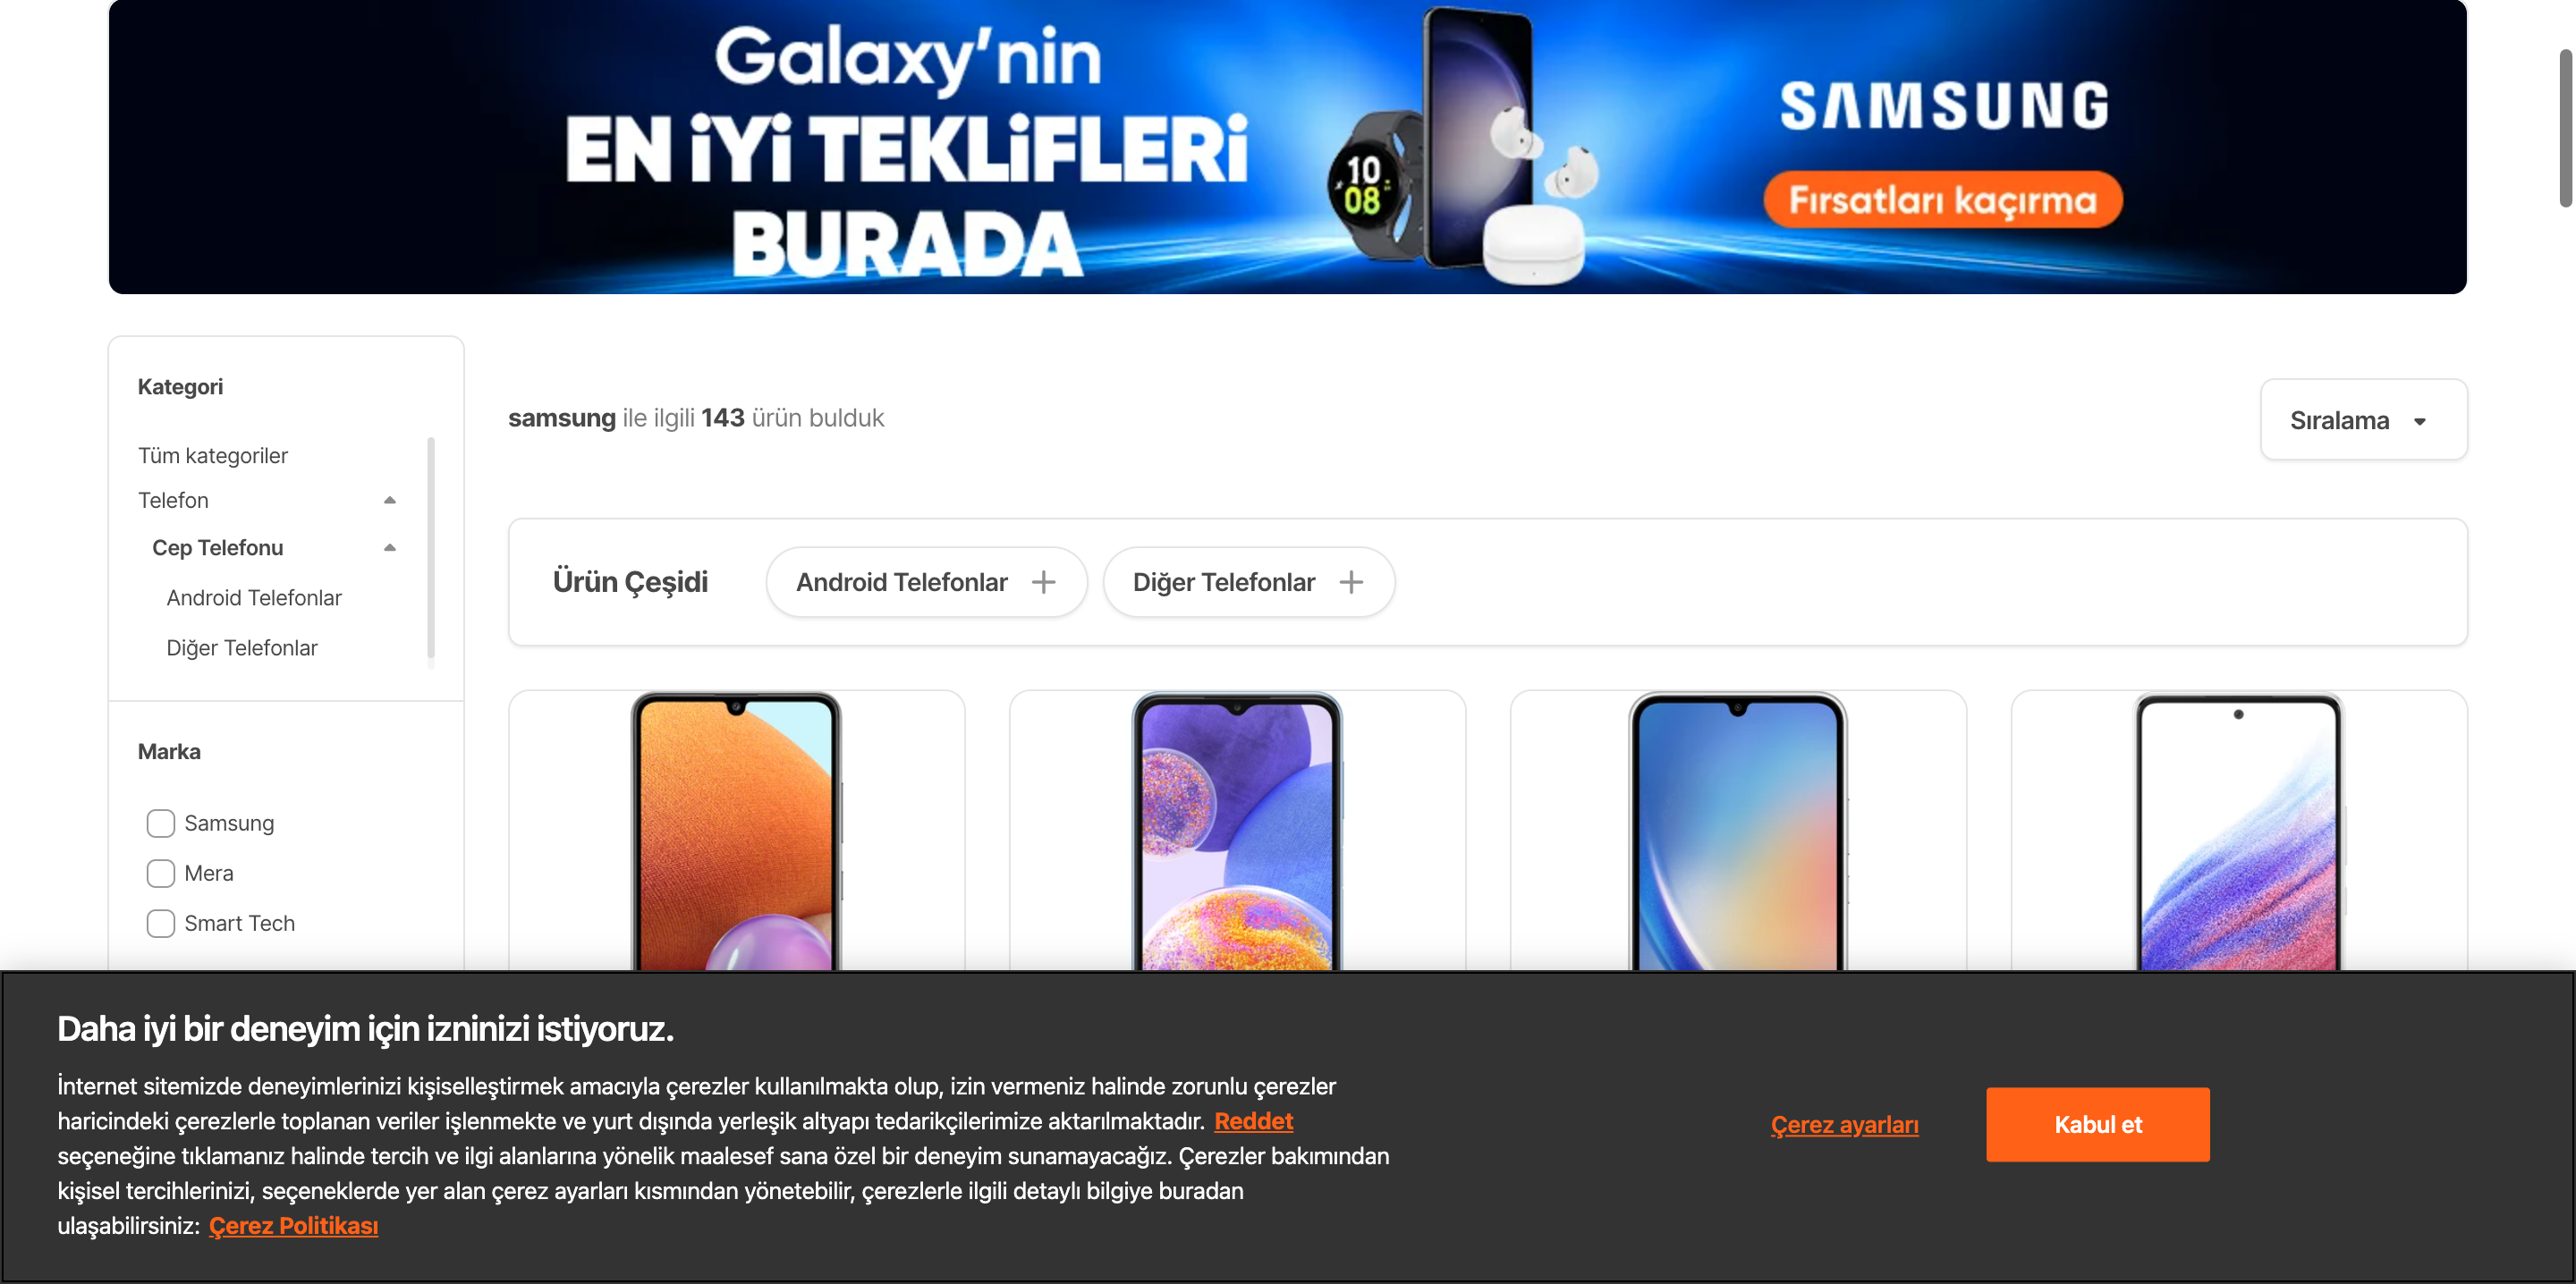 Galaxy'nin
EN iYi TEKLiFLERi
BURADA
10
08
SAMSUNG
Fırsatları kaçırma
Kategori
Tüm kategoriler
Telefon
Cep Telefonu
Android Telefonlar
Diğer Telefonlar
samsung ile ilgili 143 ürün bulduk
Sıralama
Ürün Çeşidi
Android Telefonlar
Diğer Telefonlar
Marka
Samsung
Mera
Smart Tech
Daha iyi bir deneyim için izninizi istiyoruz.
İnternet sitemizde deneyimlerinizi kişiselleştirmek amacıyla çerezler kullanılmakta olup, izin vermeniz halinde zorunlu çerezler
haricindeki çerezlerle toplanan veriler işlenmekte ve yurt dışında yerleşik altyapı tedarikçilerimize aktarılmaktadır. Reddet
seçeneğine tıklamanız halinde tercih ve ilgi alanlarına yönelik maalesef sana özel bir deneyim sunamayacağız. Çerezler bakımından
kişisel tercihlerinizi, seçeneklerde yer alan çerez ayarları kısmından yönetebilir, çerezlerle ilgili detaylı bilgiye buradan
ulaşabilirsiniz: Çerez Politikası
Çerez ayarları
Kabul et